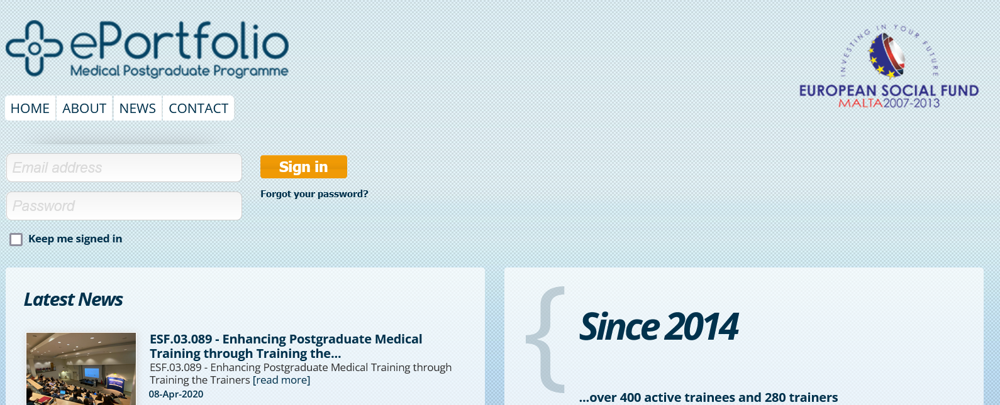 ePortfolio
Medical Postgraduate Programme
INVESTING IN YOUR FUTURE
EUROPEAN SOCIAL FUND
MALTA2007-2013
HOME
ABOUT
NEWS
CONTACT
Email address
Sign in
Forgot your password?
Password
Keep me signed in
Latest News
ESF.03.089 - Enhancing Postgraduate Medical
Training through Training the...
ESF.03.089 - Enhancing Postgraduate Medical Training through
Training the Trainers [read more]
08-Apr-2020
{
Since 2014
...over 400 active trainees and 280 trainers